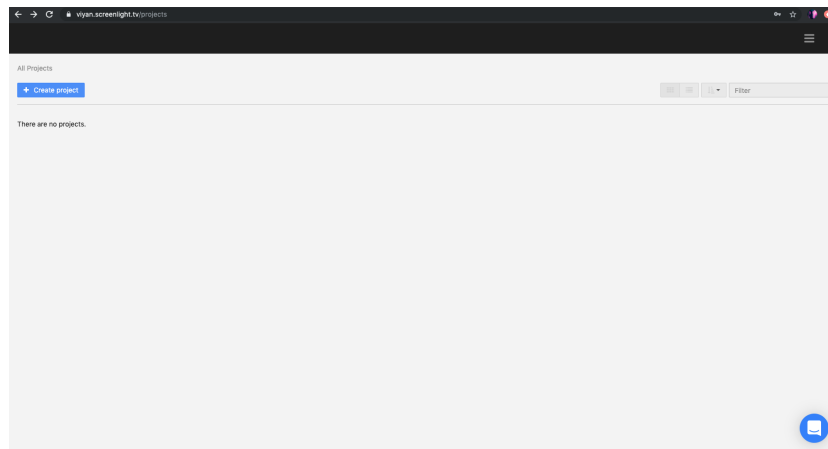 viyan.screenlight.tv/projects
All Projects
+ Create project
Filter
There are no projects.